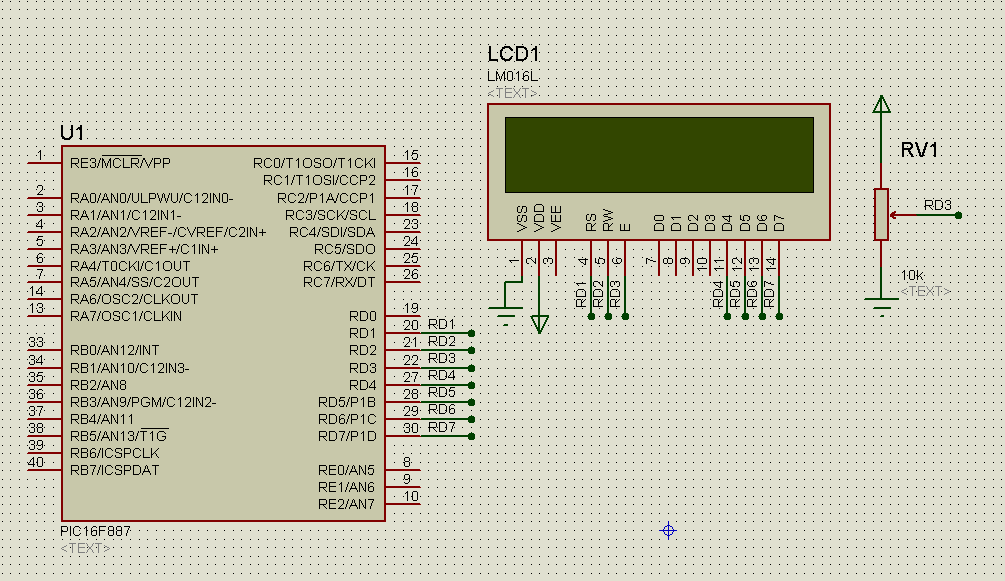 LCD1
LM016L
<TEXT>
VSS
VDD
VEE
RS
RW
E
D0
D1
D2
D3
D4
D5
D6
D7
1
2
3
4
5
6
7
8
9
10
11
12
13
14
RD1
RD2
RD3
RD4
RD5
RD6
RD7
U1
1 RE3/MCLR/VPP RC0/T1OSO/T1CKI 15
RC1/T1OSI/CCP2 16
2 RA0/AN0/ULPWU/C12IN0- RC2/P1A/CCP1 17
3 RA1/AN1/C12IN1- RC3/SCK/SCL 18
4 RA2/AN2/VREF-/CVREF/C2IN+ RC4/SDI/SDA 23
5 RA3/AN3/VREF+/C1IN+ RC5/SDO 24
6 RA4/T0CKI/C1OUT RC6/TX/CK 25
7 RA5/AN4/SS/C2OUT RC7/RX/DT 26
14 RA6/OSC2/CLKOUT
13 RA7/OSC1/CLKIN RD0 19
RD1 20 RD1
33 RB0/AN12/INT RD2 21 RD2
34 RB1/AN10/C12IN3- RD3 22 RD3
35 RB2/AN8 RD4 27 RD4
36 RB3/AN9/PGM/C12IN2- RD5/P1B 28 RD5
37 RB4/AN11 RD6/P1C 29 RD6
38 RB5/AN13/T1G RD7/P1D 30 RD7
39 RB6/ICSPCLK
40 RB7/ICSPDAT RE0/AN5 8
RE1/AN6 9
RE2/AN7 10
PIC16F887
<TEXT>
RV1
RD3
10k
<TEXT>